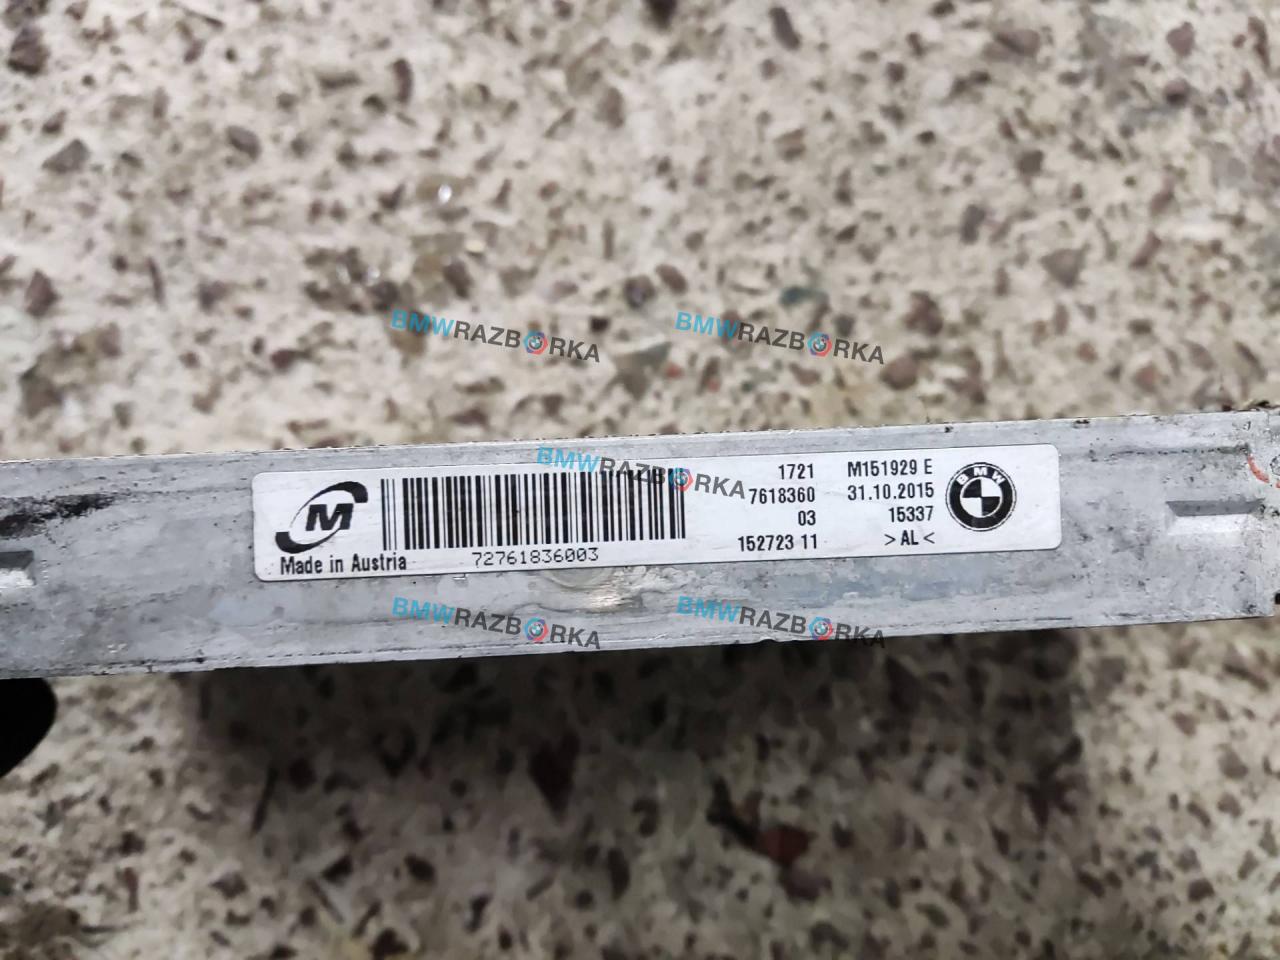 BMWRAZBORKA
BMWRAZBORKA
BMWRAZBORKA
M
Made in Austria
72761836003
1721
7618360
03
152723 11
M151929 E
31.10.2015
15337
>AL<
BMW
BMWRAZBORKA
BMWRAZBORKA